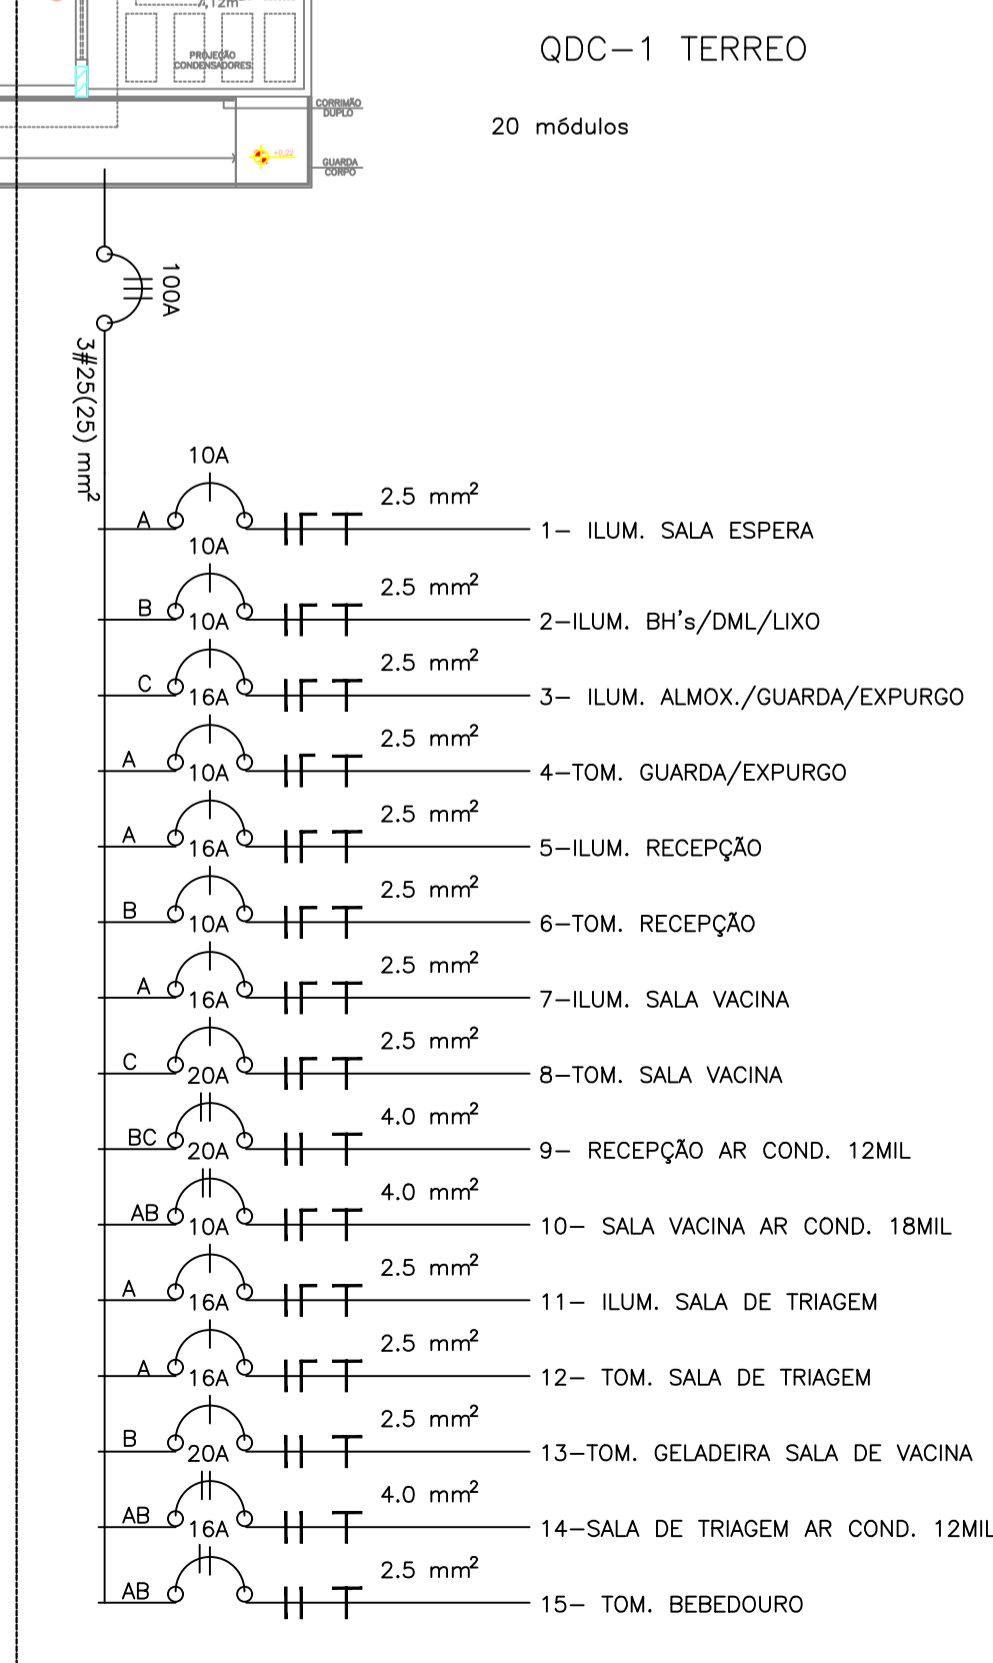 7,12m²
PROJEÇÃO
CONDENSADORES
CORRIMÃO
DUPLO
+0.22
GUARDA
CORPO
QDC-1 TERREO
20 módulos
100A
3#25(25) mm²
10A
A 2.5 mm²
1- ILUM. SALA ESPERA
10A
B 2.5 mm²
2-ILUM. BH's/DML/LIXO
10A
C 2.5 mm²
3- ILUM. ALMOX./GUARDA/EXPURGO
16A
A 2.5 mm²
4-TOM. GUARDA/EXPURGO
10A
A 2.5 mm²
5-ILUM. RECEPÇÃO
16A
B 2.5 mm²
6-TOM. RECEPÇÃO
10A
A 2.5 mm²
7-ILUM. SALA VACINA
16A
C 2.5 mm²
8-TOM. SALA VACINA
20A
BC 4.0 mm²
9- RECEPÇÃO AR COND. 12MIL
20A
AB 4.0 mm²
10- SALA VACINA AR COND. 18MIL
10A
A 2.5 mm²
11- ILUM. SALA DE TRIAGEM
16A
A 2.5 mm²
12- TOM. SALA DE TRIAGEM
16A
B 2.5 mm²
13-TOM. GELADEIRA SALA DE VACINA
20A
AB 4.0 mm²
14-SALA DE TRIAGEM AR COND. 12MIL
16A
AB 2.5 mm²
15- TOM. BEBEDOURO